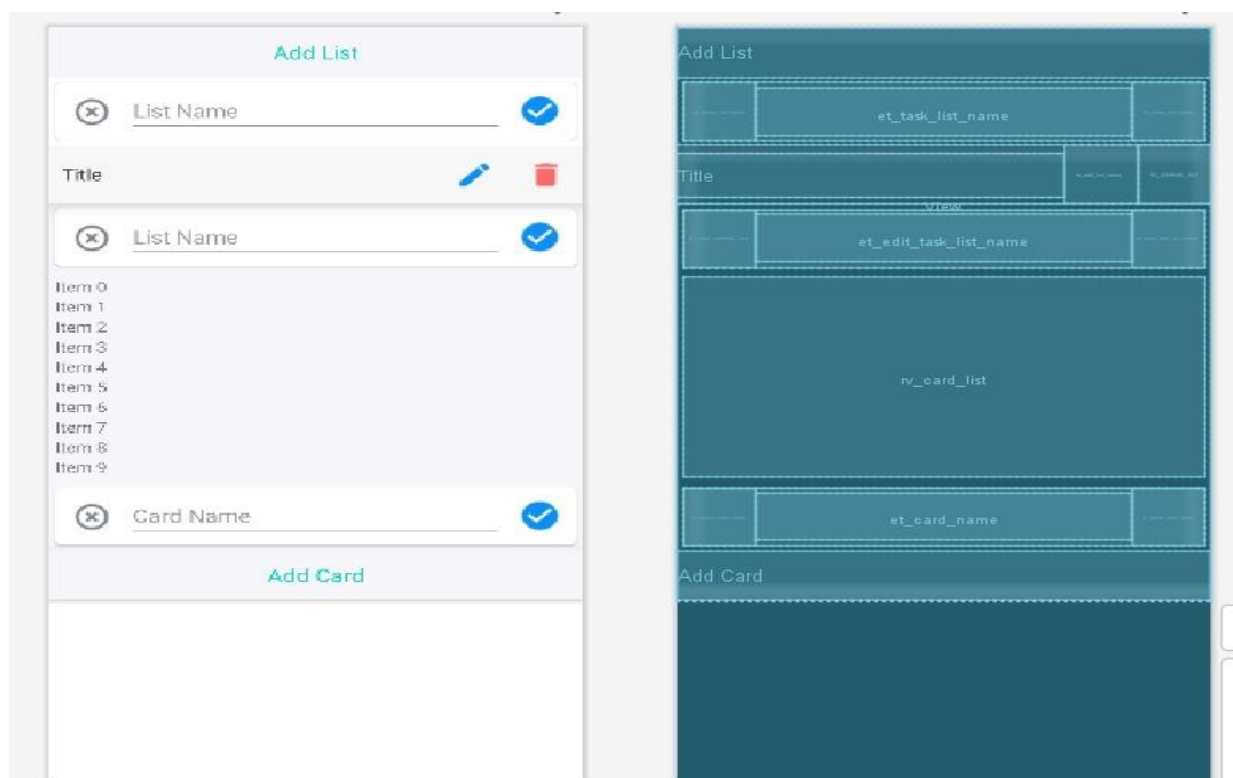 Add List
List Name
Title
List Name
Item 0
Item 1
Item 2
Item 3
Item 4
Item 5
Item 6
Item 7
Item 8
Item 9
Card Name
Add Card
Add List
et_task_list_name
Title
View
et_edit_task_list_name
rv_card_list
et_card_name
Add Card